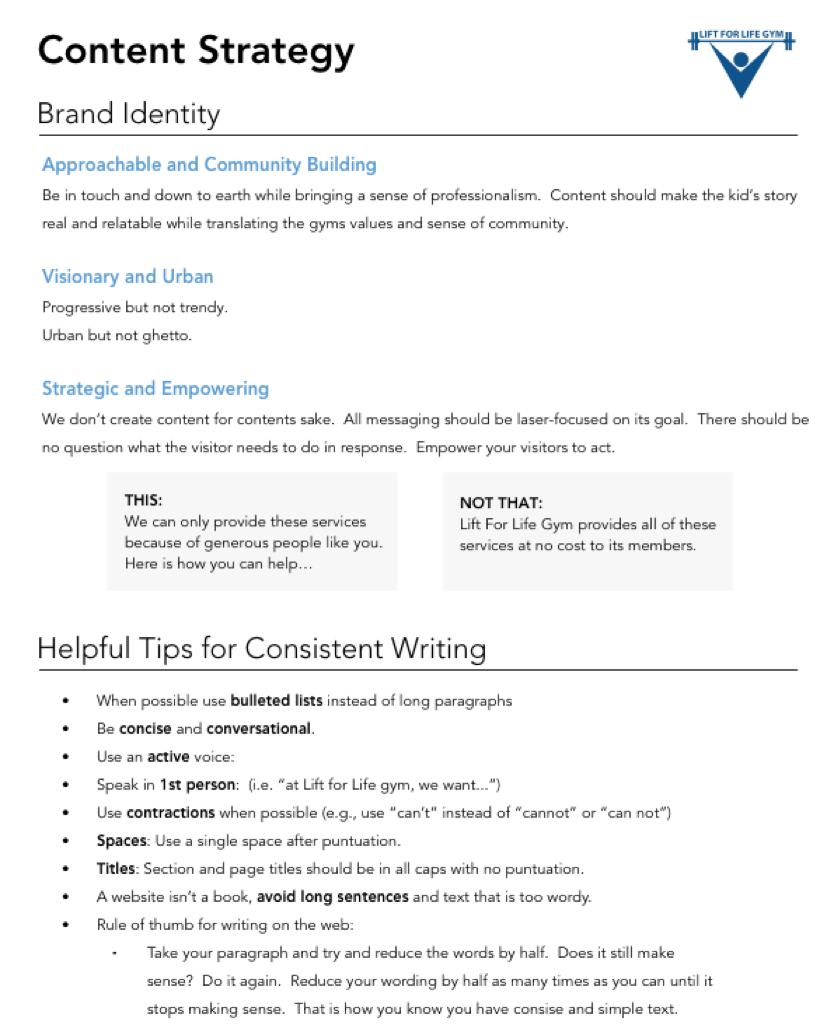 Content Strategy
LIFT FOR LIFE GYM
Brand Identity
Approachable and Community Building
Be in touch and down to earth while bringing a sense of professionalism.  Content should make the kid's story
real and relatable while translating the gyms values and sense of community.
Visionary and Urban
Progressive but not trendy.
Urban but not ghetto.
Strategic and Empowering
We don't create content for contents sake.  All messaging should be laser-focused on its goal.  There should be
no question what the visitor needs to do in response.  Empower your visitors to act.
THIS:
We can only provide these services
because of generous people like you.
Here is how you can help...
NOT THAT:
Lift For Life Gym provides all of these
services at no cost to its members.
Helpful Tips for Consistent Writing
• When possible use bulleted lists instead of long paragraphs
• Be concise and conversational.
• Use an active voice:
• Speak in 1st person:  (i.e. "at Lift for Life gym, we want...")
• Use contractions when possible (e.g., use "can't" instead of "cannot" or "can not")
• Spaces: Use a single space after puntuation.
• Titles: Section and page titles should be in all caps with no puntuation.
• A website isn't a book, avoid long sentences and text that is too wordy.
• Rule of thumb for writing on the web:
- Take your paragraph and try and reduce the words by half.  Does it still make
sense?  Do it again.  Reduce your wording by half as many times as you can until it
stops making sense.  That is how you know you have consise and simple text.